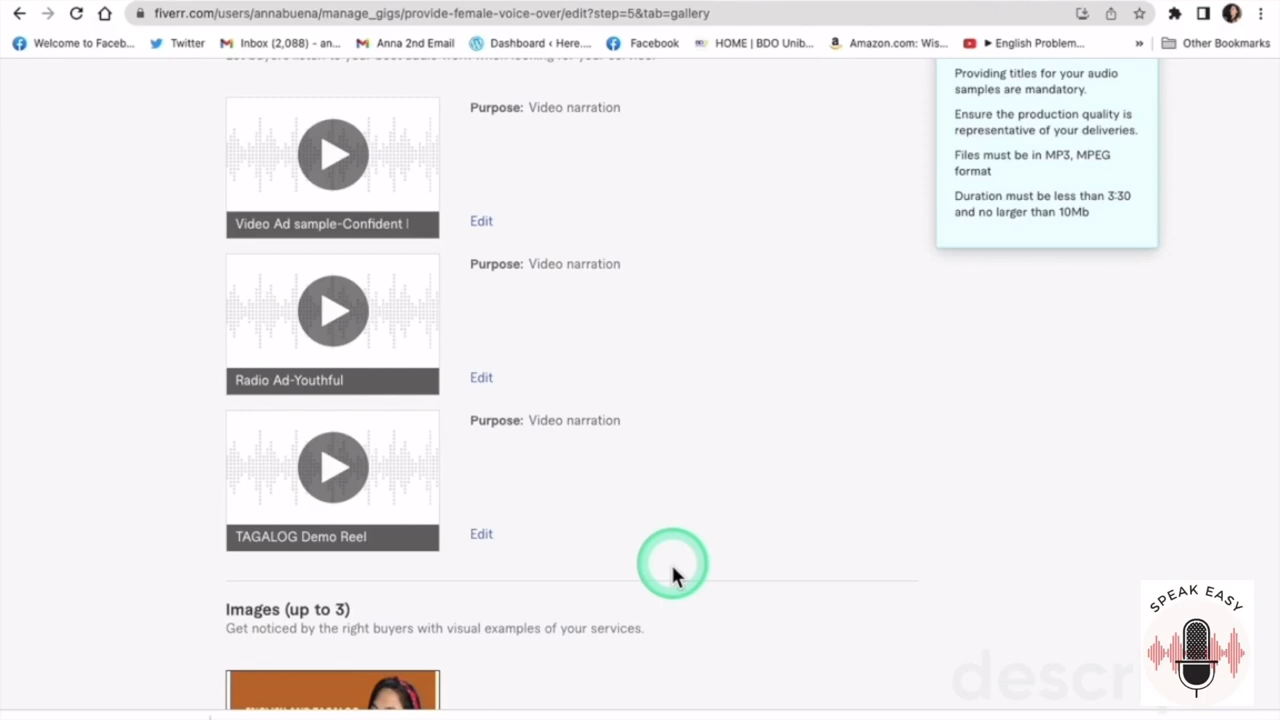 fiverr.com/users/annabuena/manage_gigs/provide-female-voice-over/edit?step=5&tab=gallery
Welcome to Faceb...
Twitter
Inbox (2,088) - an...
Anna 2nd Email
Dashboard ‹ Here....
Facebook
HOME | BDO Unib...
Amazon.com: Wis...
► English Problem...
»
Other Bookmarks
Providing titles for your audio
samples are mandatory.
Ensure the production quality is
representative of your deliveries.
Files must be in MP3, MPEG
format
Duration must be less than 3:30
and no larger than 10Mb
Purpose: Video narration
Video Ad sample-Confident
Edit
Purpose: Video narration
Radio Ad-Youthful
Edit
Purpose: Video narration
TAGALOG Demo Reel
Edit
Images (up to 3)
Get noticed by the right buyers with visual examples of your services.
SPEAK EASY
descr